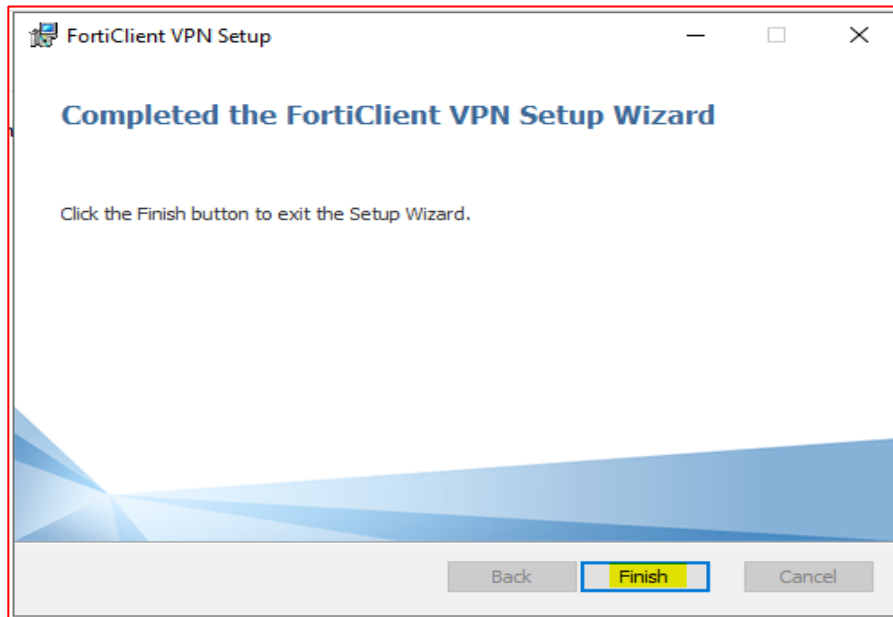 FortiClient VPN Setup
Completed the FortiClient VPN Setup Wizard
Click the Finish button to exit the Setup Wizard.
Back Finish Cancel